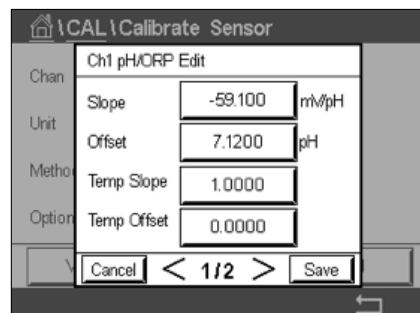 \CAL\Calibrate Sensor
Ch1 pH/ORP Edit
Chan
Slope -59.100 mV/pH
Unit
Offset 7.1200 pH
Temp Slope 1.0000
Option
Temp Offset 0.0000
Cancel < 1/2 > Save